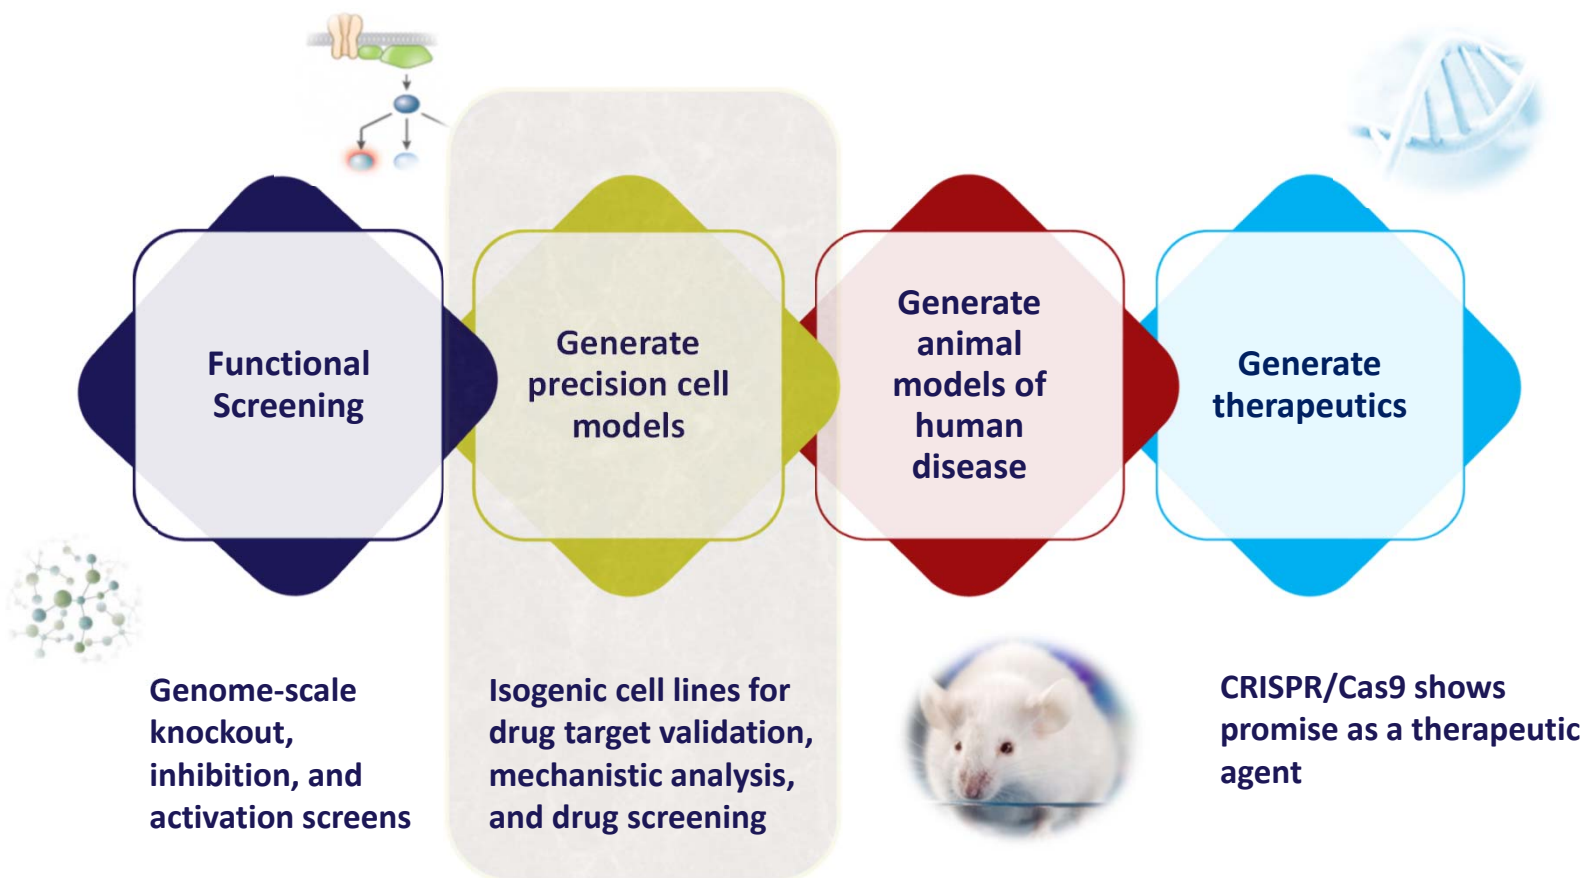 Functional
Screening
Generate
precision cell
models
Generate
animal
models of
human
disease
Generate
therapeutics
Genome-scale
knockout,
inhibition, and
activation screens
Isogenic cell lines for
drug target validation,
mechanistic analysis,
and drug screening
CRISPR/Cas9 shows
promise as a therapeutic
agent